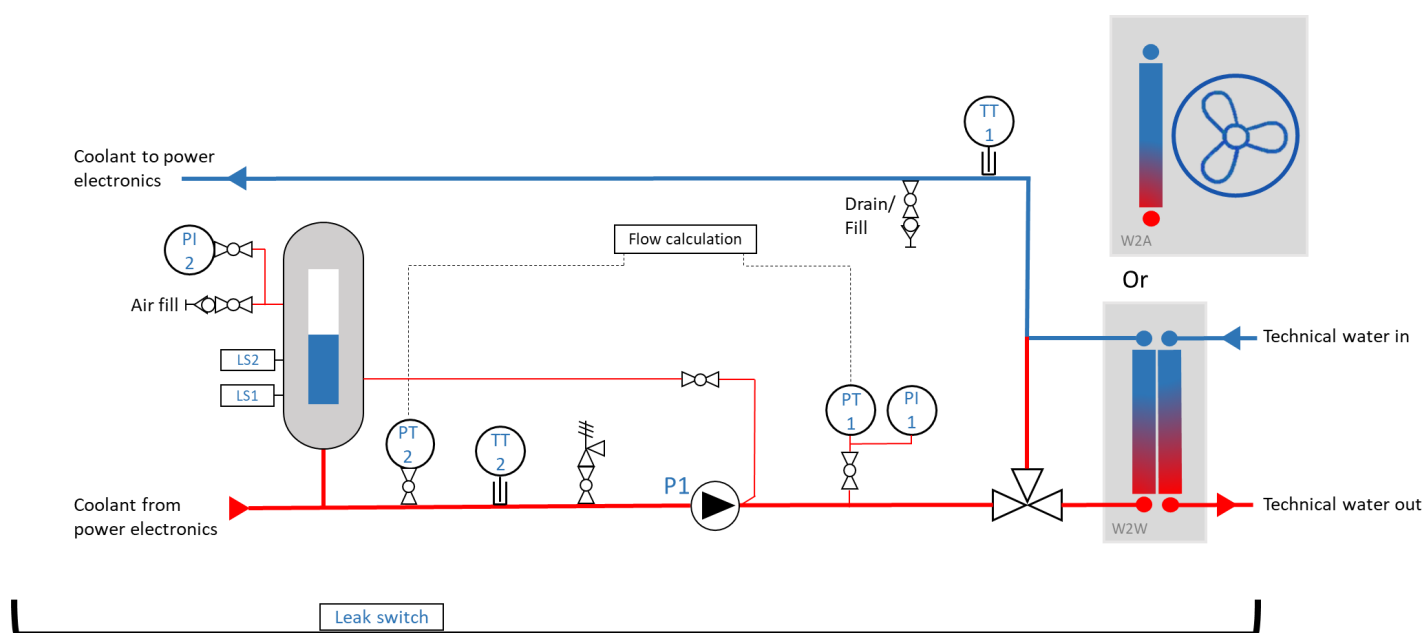 TT
1
Coolant to power
electronics
Drain/
Fill
PI
2
Flow calculation
W2A
Or
Air fill
Technical water in
LS2
LS1
PT
1
PI
1
PT
2
TT
2
P1
Coolant from
power electronics
Technical water out
W2W
Leak switch